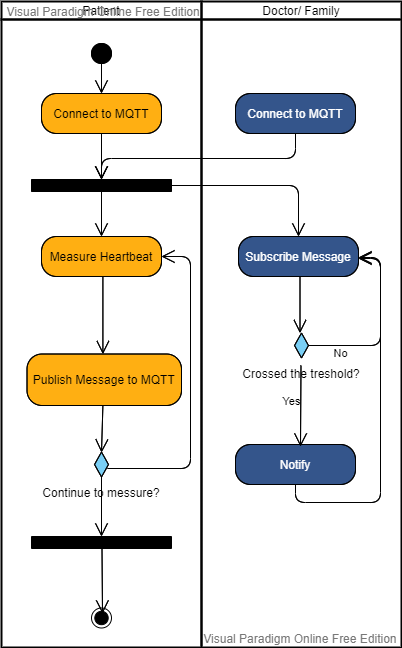 Visual Paradigm Online Free Edition
Patient
Doctor/ Family
Connect to MQTT
Connect to MQTT
Measure Heartbeat
Subscribe Message
No
Crossed the treshold?
Publish Message to MQTT
Yes
Notify
Continue to messure?
Visual Paradigm Online Free Edition